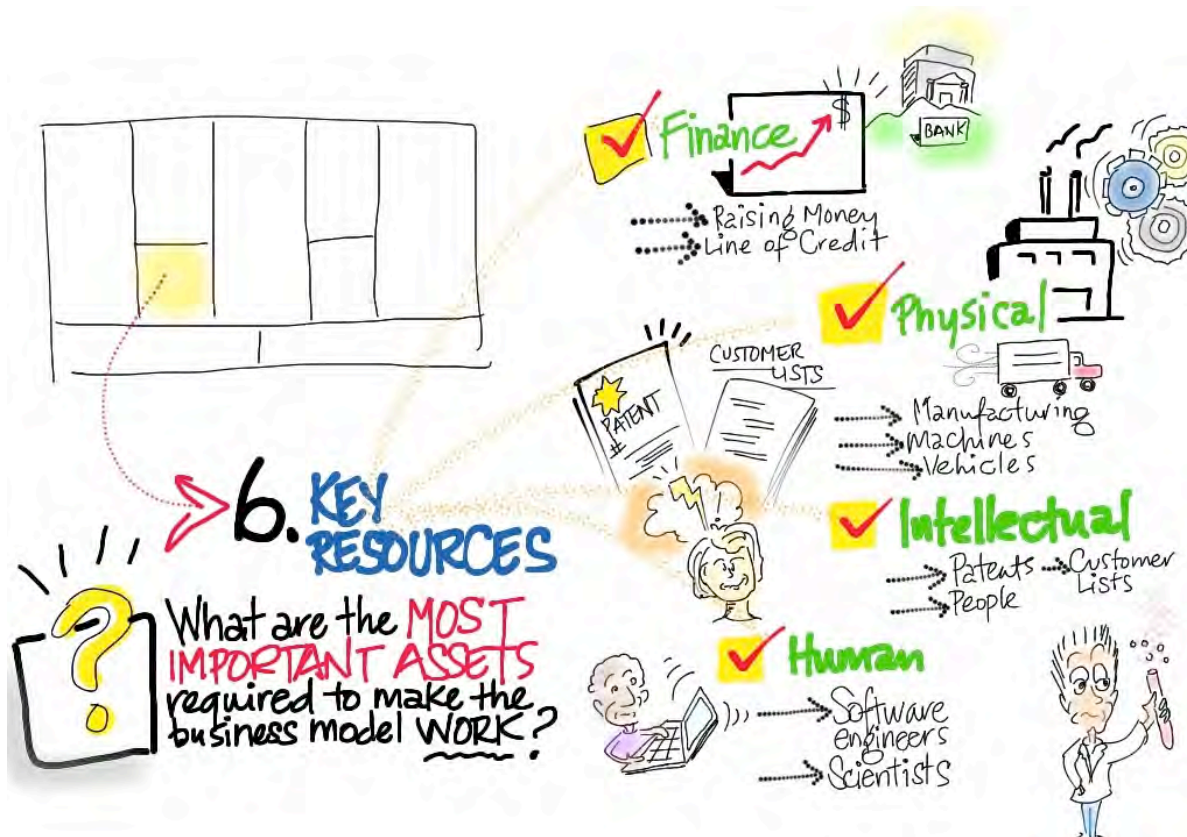 6. KEY
RESOURCES
?
What are the MOST
IMPORTANT ASSETS
required to make the
business model WORK?
Finance
$
BANK
Raising Money
Line of Credit
Physical
Manufacturing
Machines
Vehicles
PATENT
#
CUSTOMER
LISTS
Intellectual
Patents Customer
Lists
People
Human
Software
engineers
Scientists